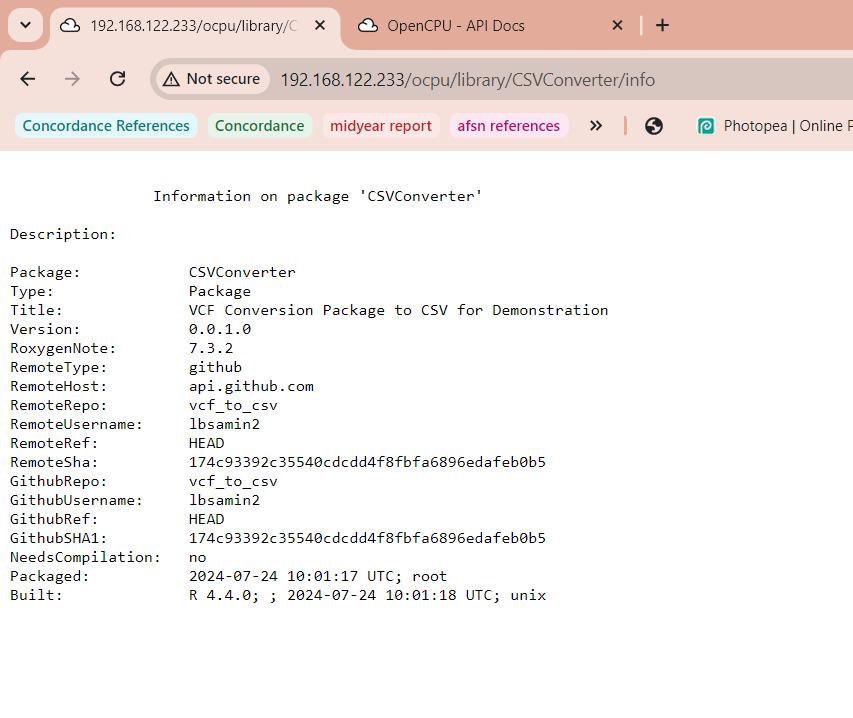 192.168.122.233/ocpu/library/C
OpenCPU - API Docs
Not secure
192.168.122.233/ocpu/library/CSVConverter/info
Concordance References
Concordance
midyear report
afsn references
Photopea | Online P
Information on package 'CSVConverter'
Description:
Package: CSVConverter
Type: Package
Title: VCF Conversion Package to CSV for Demonstration
Version: 0.0.1.0
RoxygenNote: 7.3.2
RemoteType: github
RemoteHost: api.github.com
RemoteRepo: vcf_to_csv
RemoteUsername: lbsamin2
RemoteRef: HEAD
RemoteSha: 174c93392c35540cdcdd4f8fbfa6896edafeb0b5
GithubRepo: vcf_to_csv
GithubUsername: lbsamin2
GithubRef: HEAD
GithubSHA1: 174c93392c35540cdcdd4f8fbfa6896edafeb0b5
NeedsCompilation: no
Packaged: 2024-07-24 10:01:17 UTC; root
Built: R 4.4.0; ; 2024-07-24 10:01:18 UTC; unix